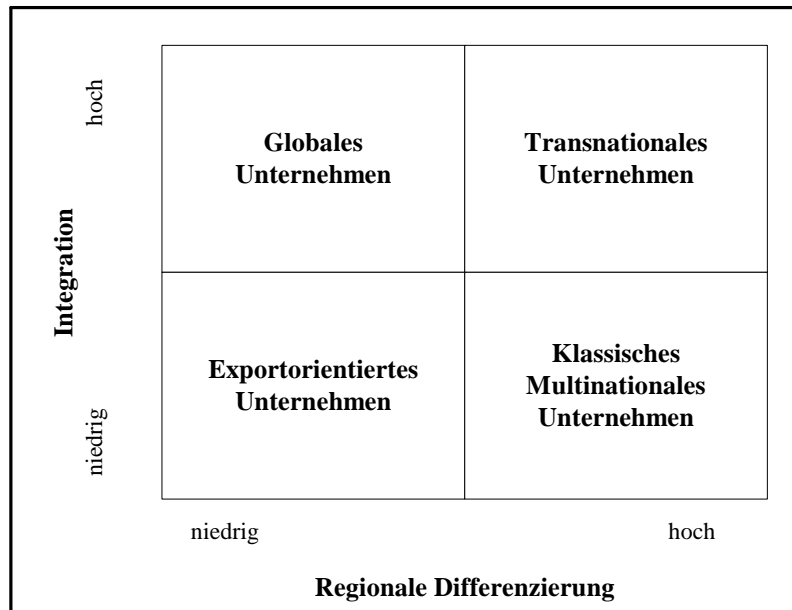 hoch
Globales
Unternehmen
Transnationales
Unternehmen
Integration
Exportorientiertes
Unternehmen
Klassisches
Multinationales
Unternehmen
niedrig
niedrig
hoch
Regionale Differenzierung